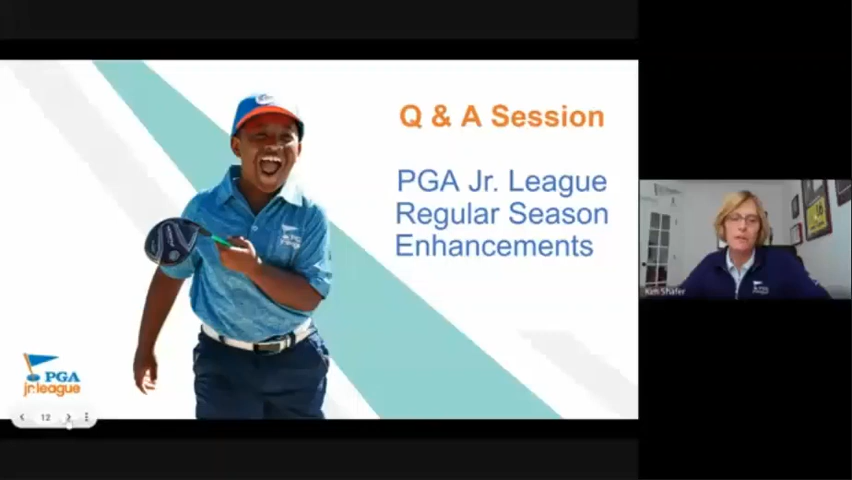 Q & A Session
PGA Jr. League
Regular Season
Enhancements
PGA
jr.league
12
Kim Shafer